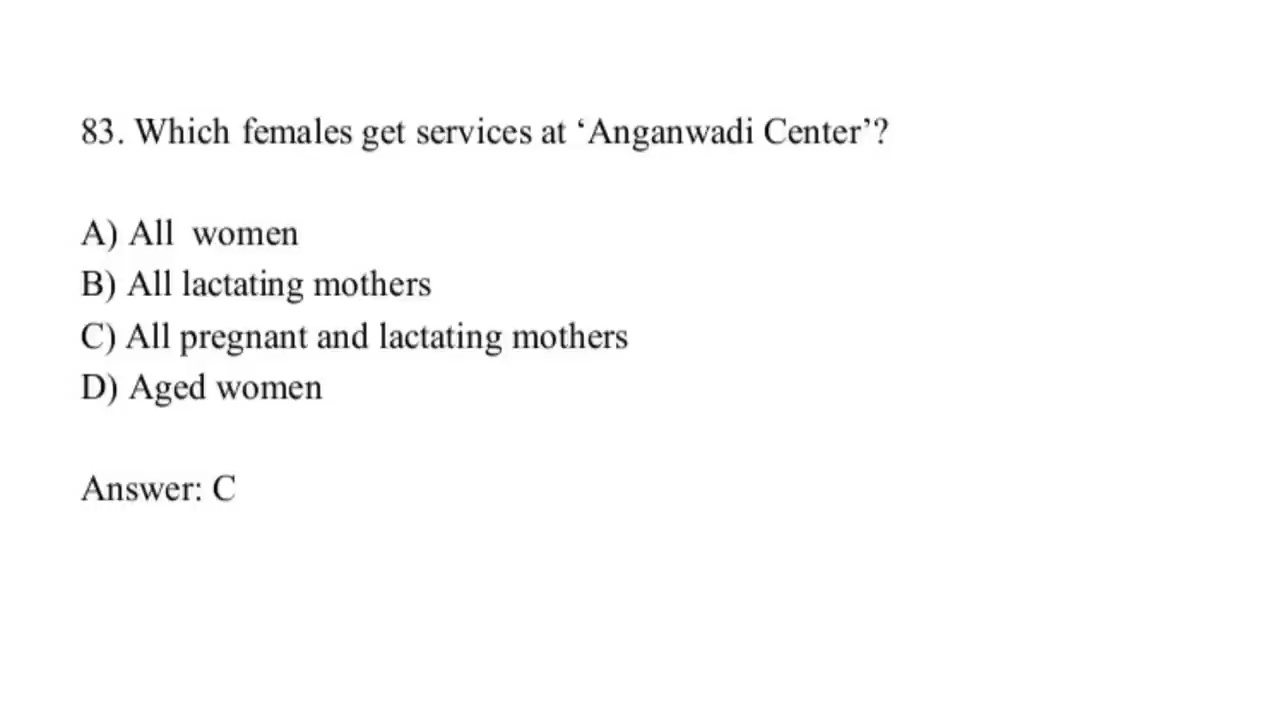 83. Which females get services at ‘Anganwadi Center’?
A) All women
B) All lactating mothers
C) All pregnant and lactating mothers
D) Aged women
Answer: C